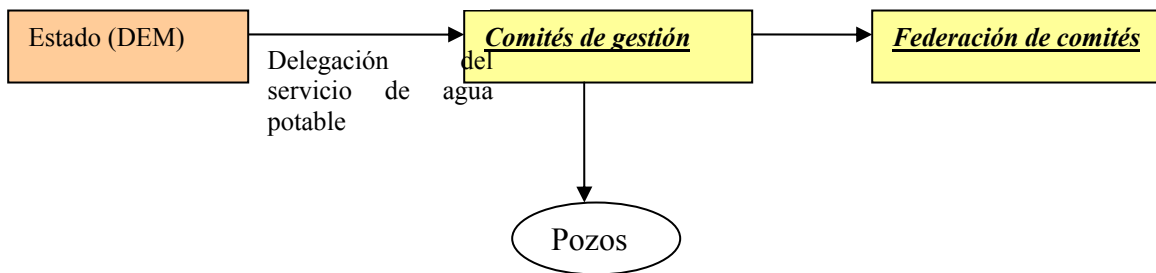 Estado (DEM)
Comités de gestión
Federación de comités
Delegación del
servicio de agua
potable
Pozos